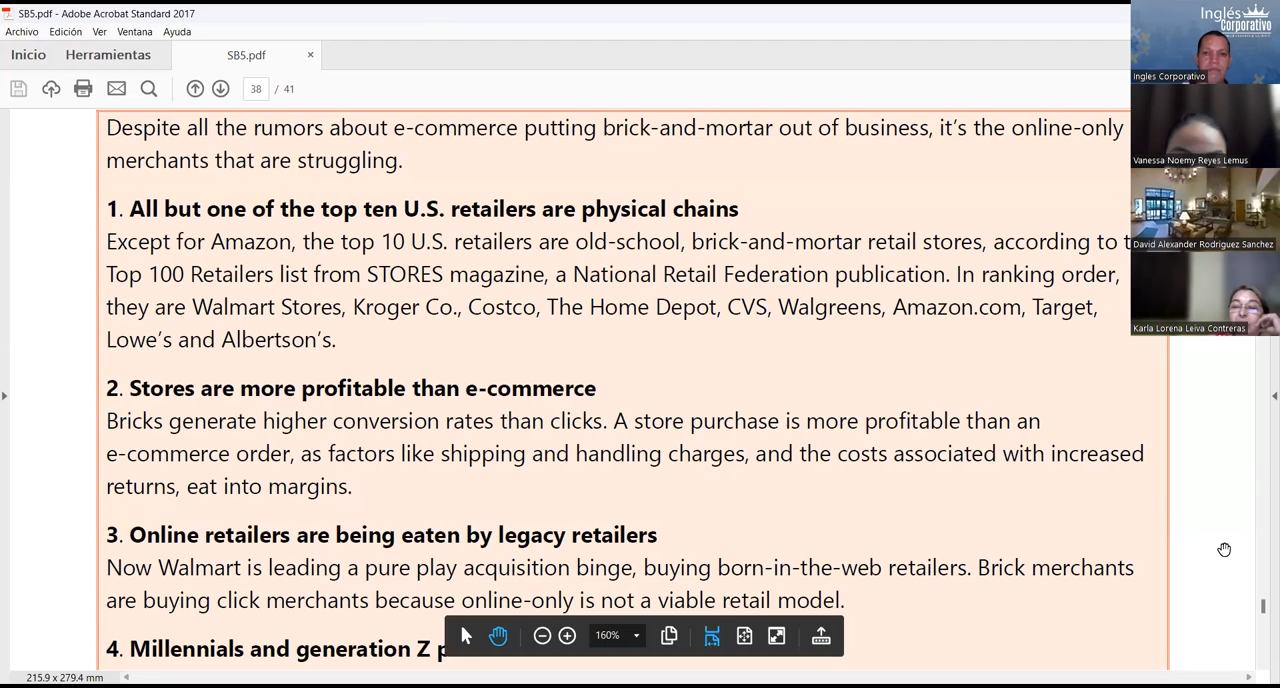 SB5.pdf - Adobe Acrobat Standard 2017
Archivo Edición Ver Ventana Ayuda
Inicio Herramientas SB5.pdf ×
38 / 41
Despite all the rumors about e-commerce putting brick-and-mortar out of business, it's the online-only
merchants that are struggling.
1. All but one of the top ten U.S. retailers are physical chains
Except for Amazon, the top 10 U.S. retailers are old-school, brick-and-mortar retail stores, according to
Top 100 Retailers list from STORES magazine, a National Retail Federation publication. In ranking order,
they are Walmart Stores, Kroger Co., Costco, The Home Depot, CVS, Walgreens, Amazon.com, Target,
Lowe's and Albertson's.
2. Stores are more profitable than e-commerce
Bricks generate higher conversion rates than clicks. A store purchase is more profitable than an
e-commerce order, as factors like shipping and handling charges, and the costs associated with increased
returns, eat into margins.
3. Online retailers are being eaten by legacy retailers
Now Walmart is leading a pure play acquisition binge, buying born-in-the-web retailers. Brick merchants
are buying click merchants because online-only is not a viable retail model.
4. Millennials and generation Z
160%
215.9 x 279.4 mm
Inglés
Corporativo
Ingles Corporativo
Vanessa Noemy Reyes Lemus
David Alexander Rodriguez Sanchez
Karla Lorena Leiva Contreras